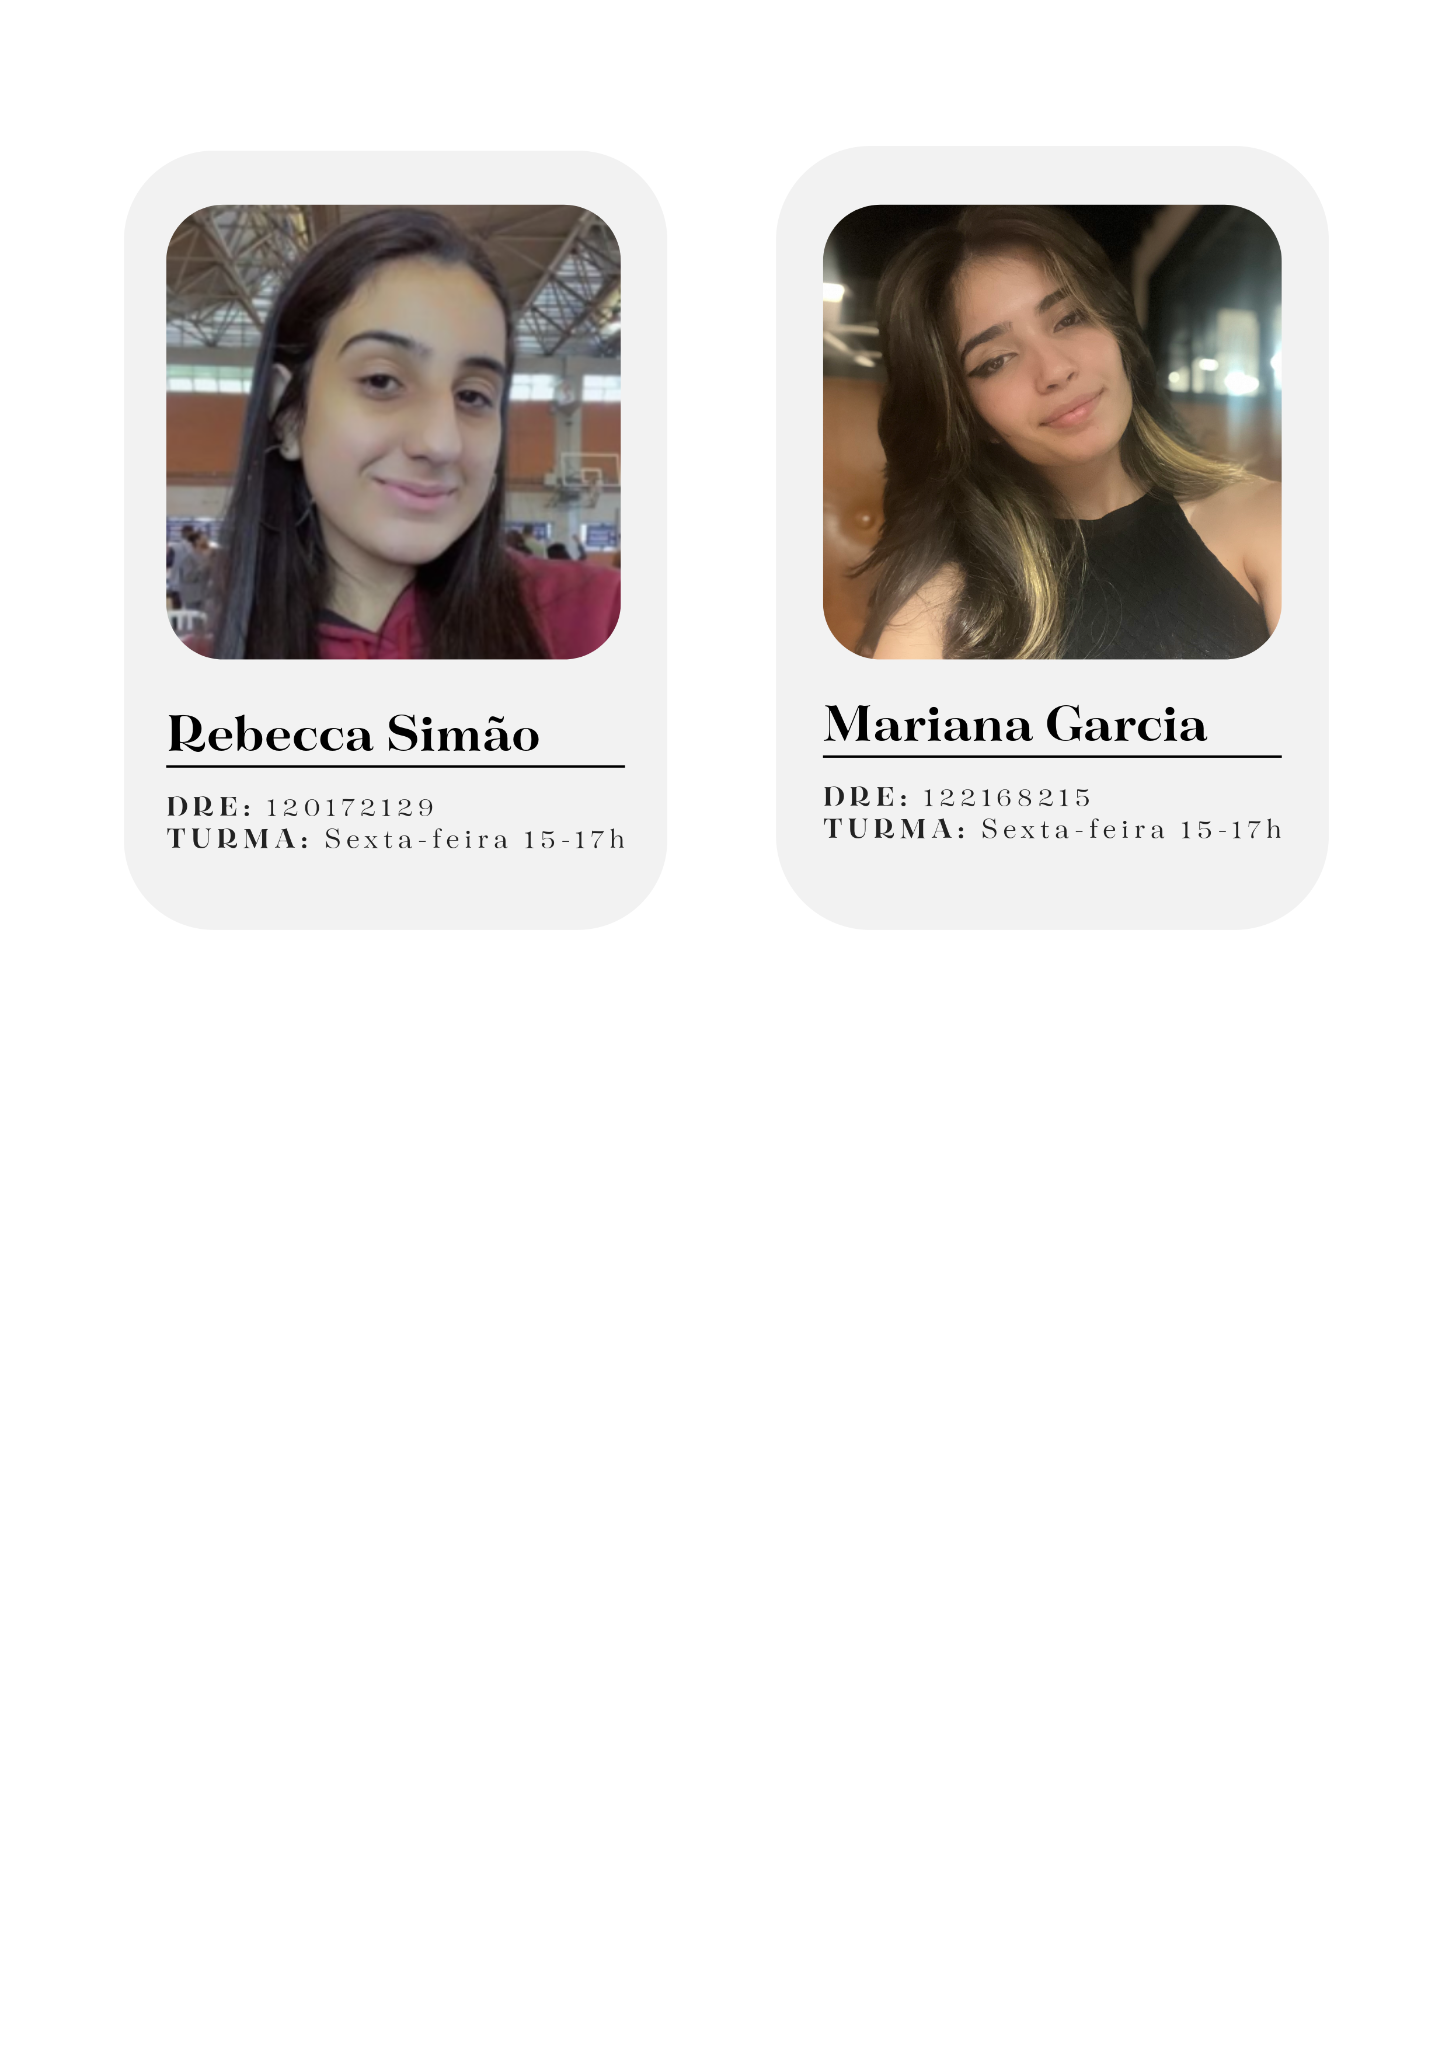 Rebecca Simão
DRE: 120172129
TURMA: Sexta-feira 15-17h
Mariana Garcia
DRE: 122168215
TURMA: Sexta-feira 15-17h